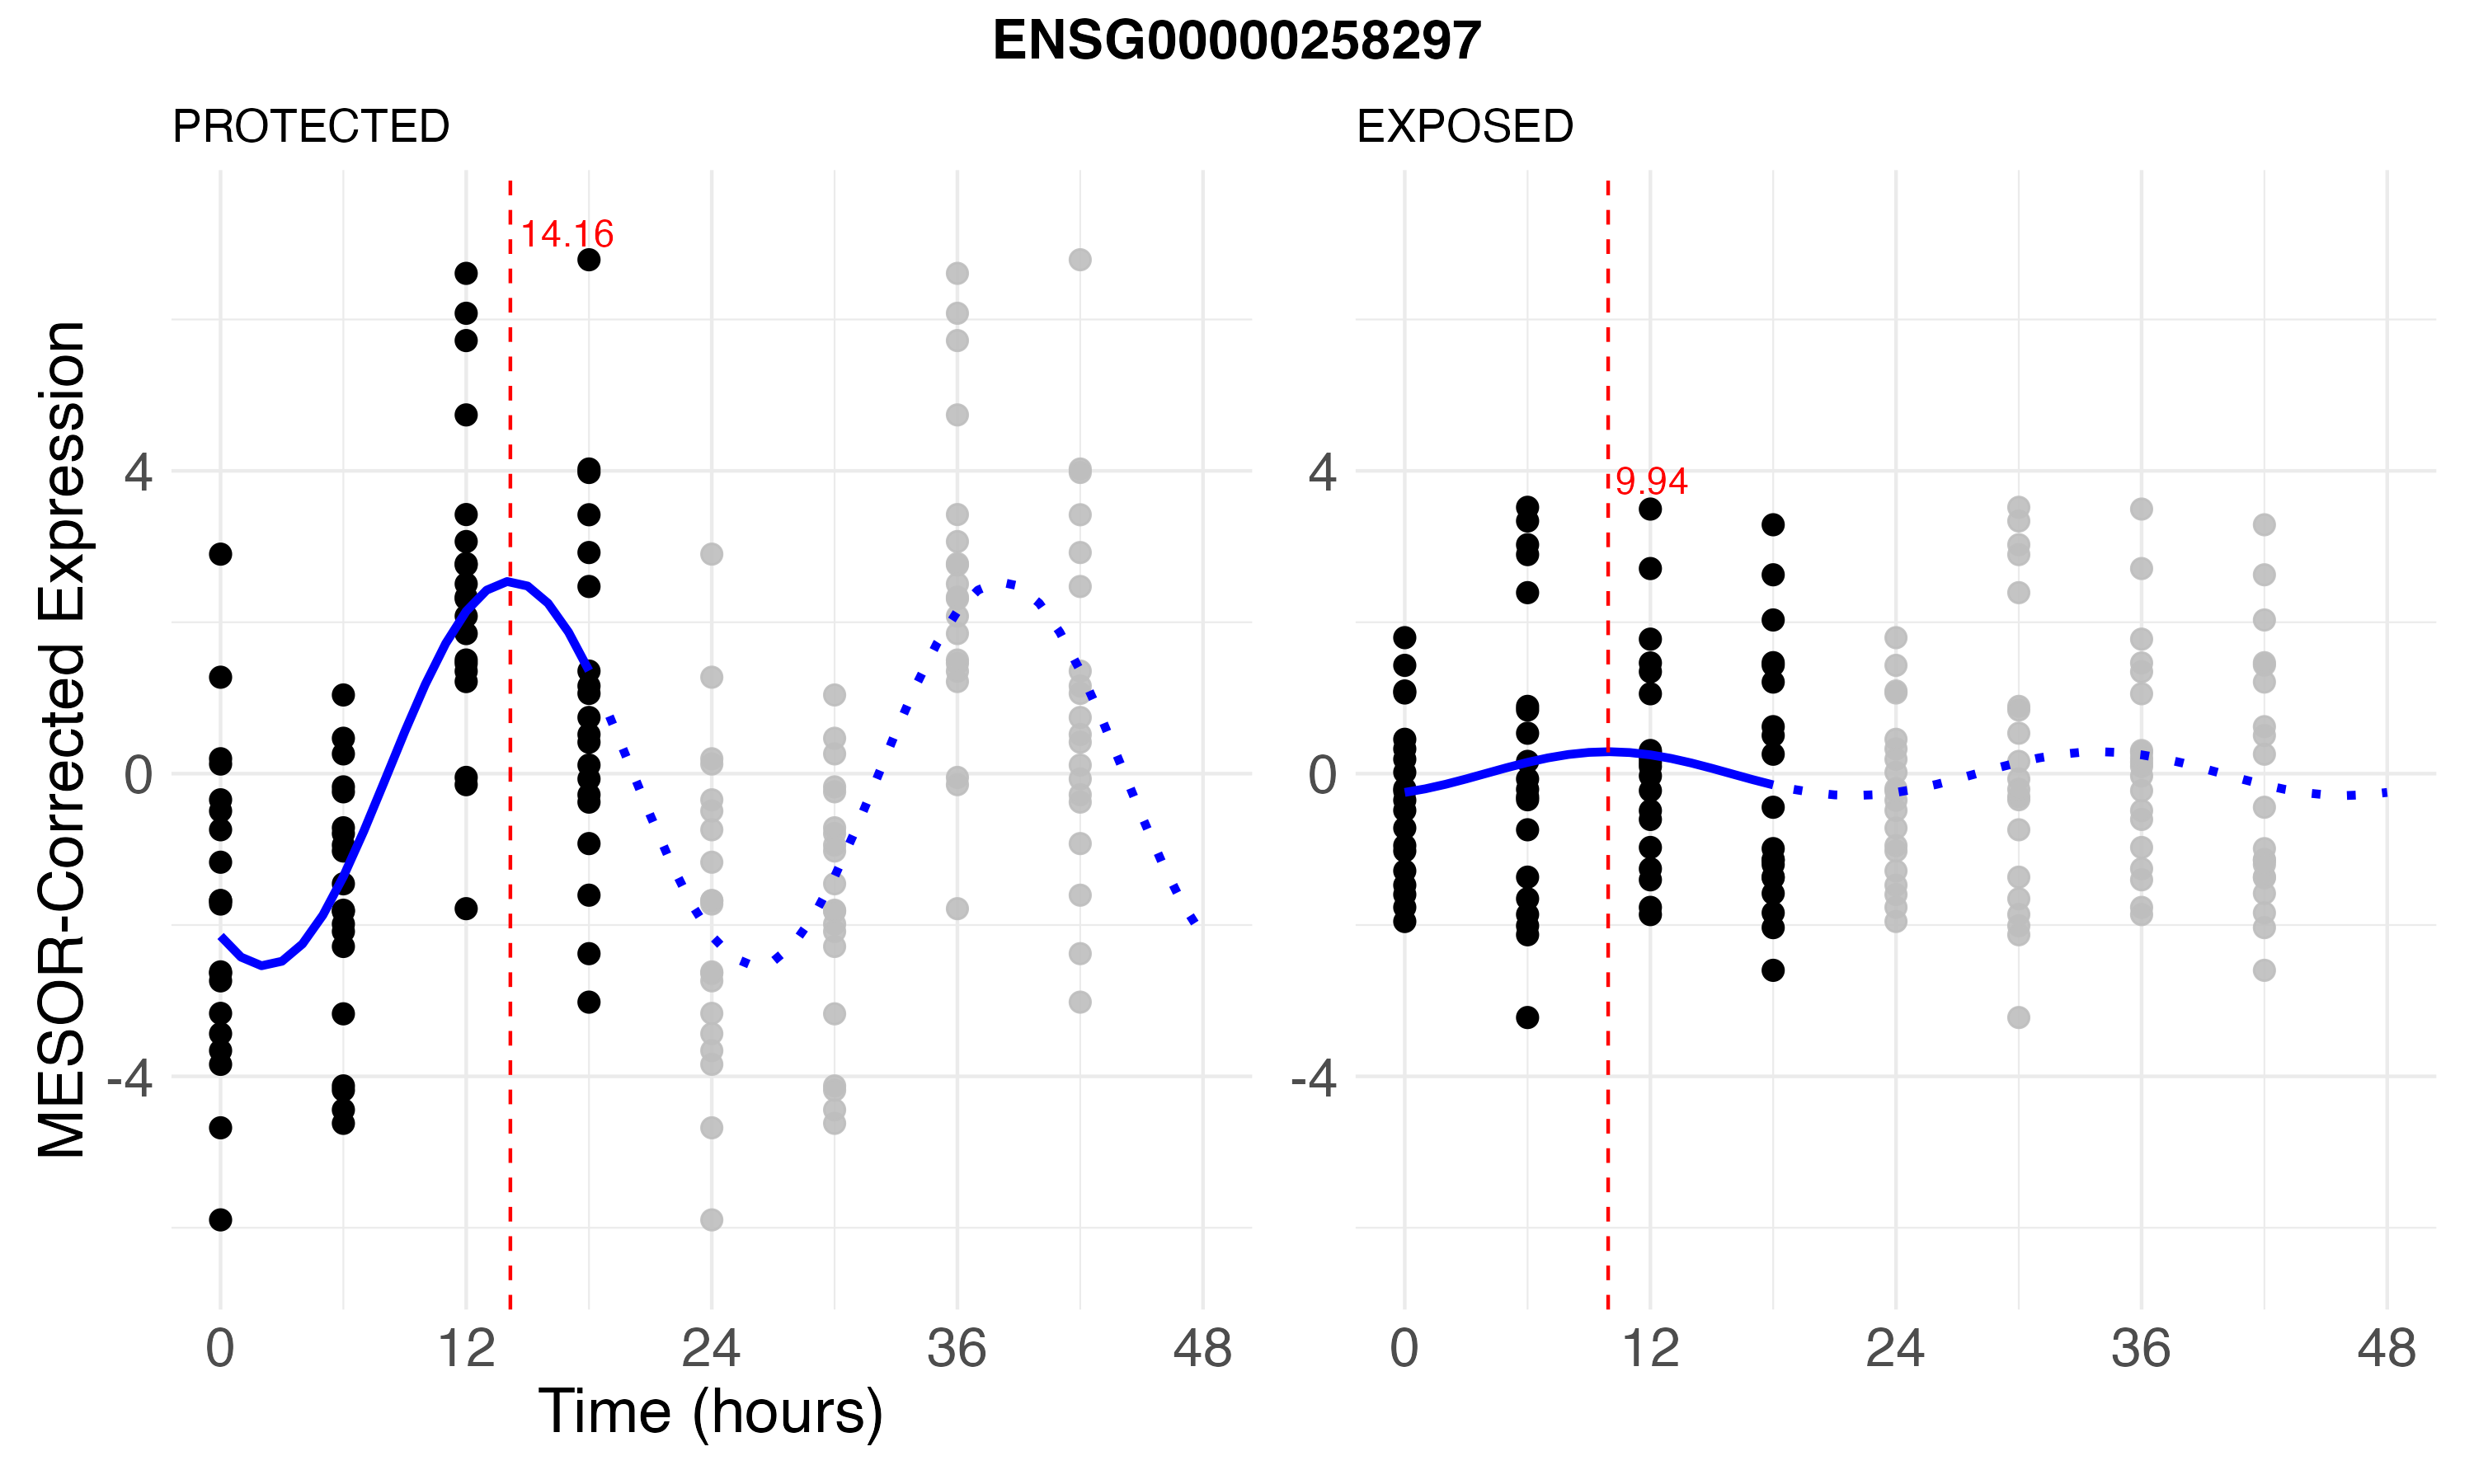 ENSG00000258297
PROTECTED
EXPOSED
MESOR-Corrected Expression
14.16
9.94
4
0
-4
4
0
-4
0 12 24 36 48
0 12 24 36 48
Time (hours)